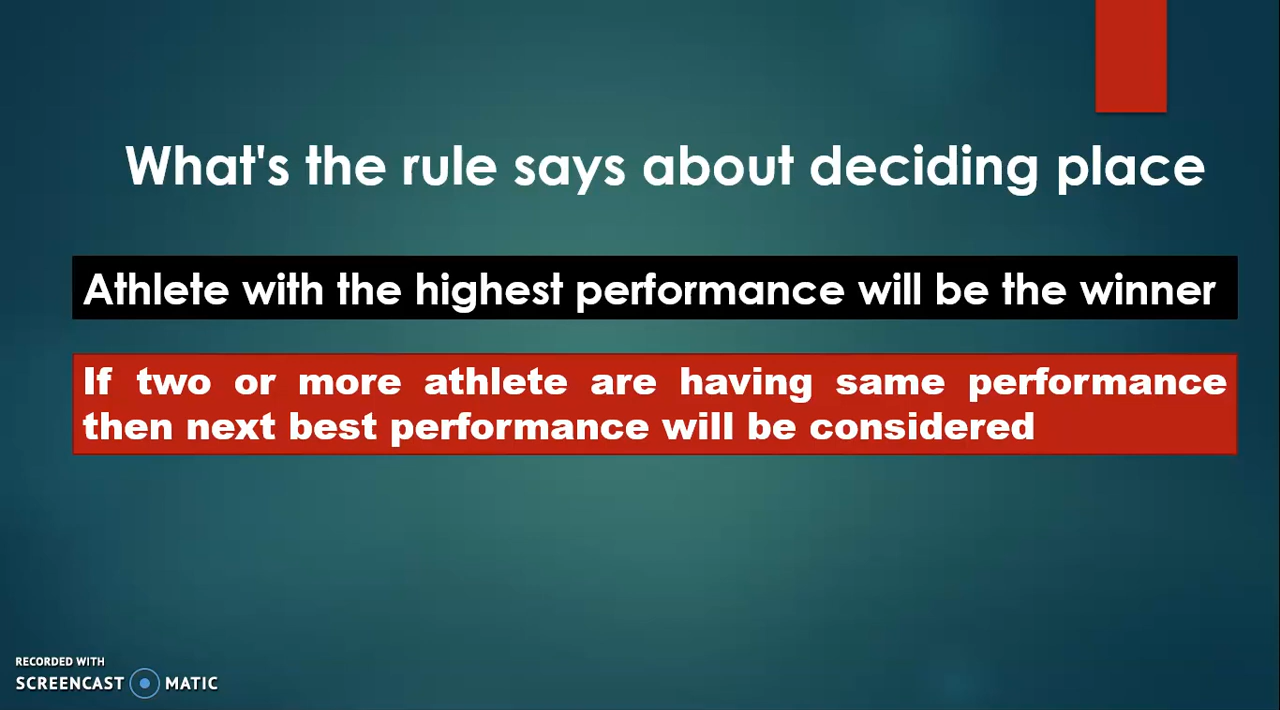 What's the rule says about deciding place
Athlete with the highest performance will be the winner
If two or more athlete are having same performance
then next best performance will be considered
RECORDED WITH
SCREENCAST MATIC